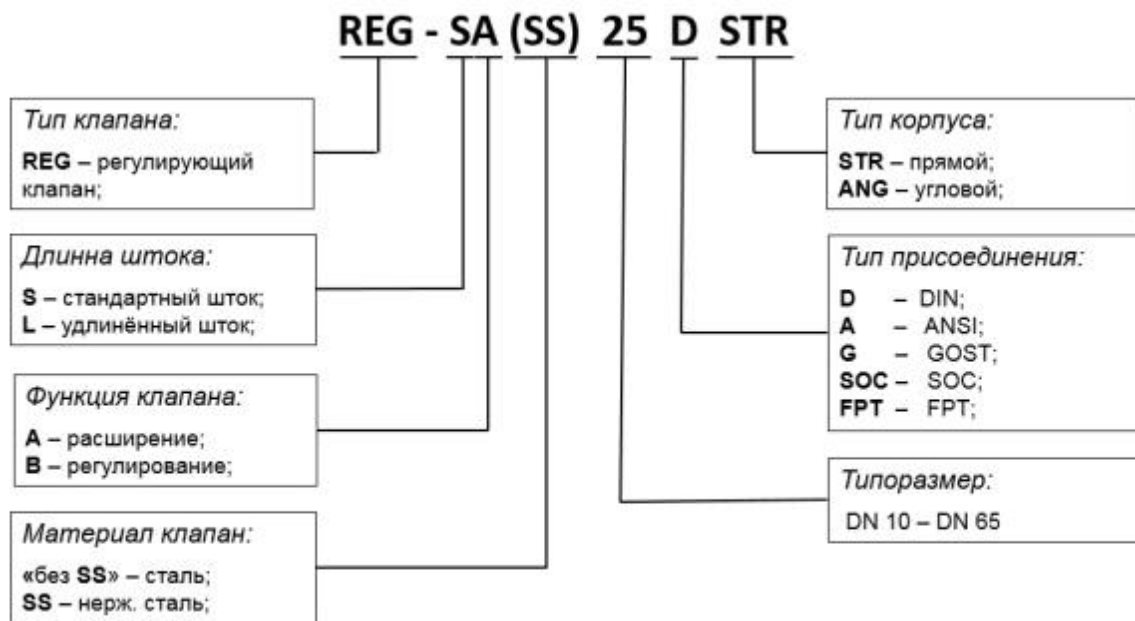 REG - SA (SS) 25 D STR
Тип клапана:
REG – регулирующий
клапан;
Длинна штока:
S – стандартный шток;
L – удлинённый шток;
Функция клапана:
A – расширение;
B – регулирование;
Материал клапан:
«без SS» – сталь;
SS – нерж. сталь;
Тип корпуса:
STR – прямой;
ANG – угловой;
Тип присоединения:
D – DIN;
A – ANSI;
G – GOST;
SOC – SOC;
FPT – FPT;
Типоразмер:
DN 10 – DN 65